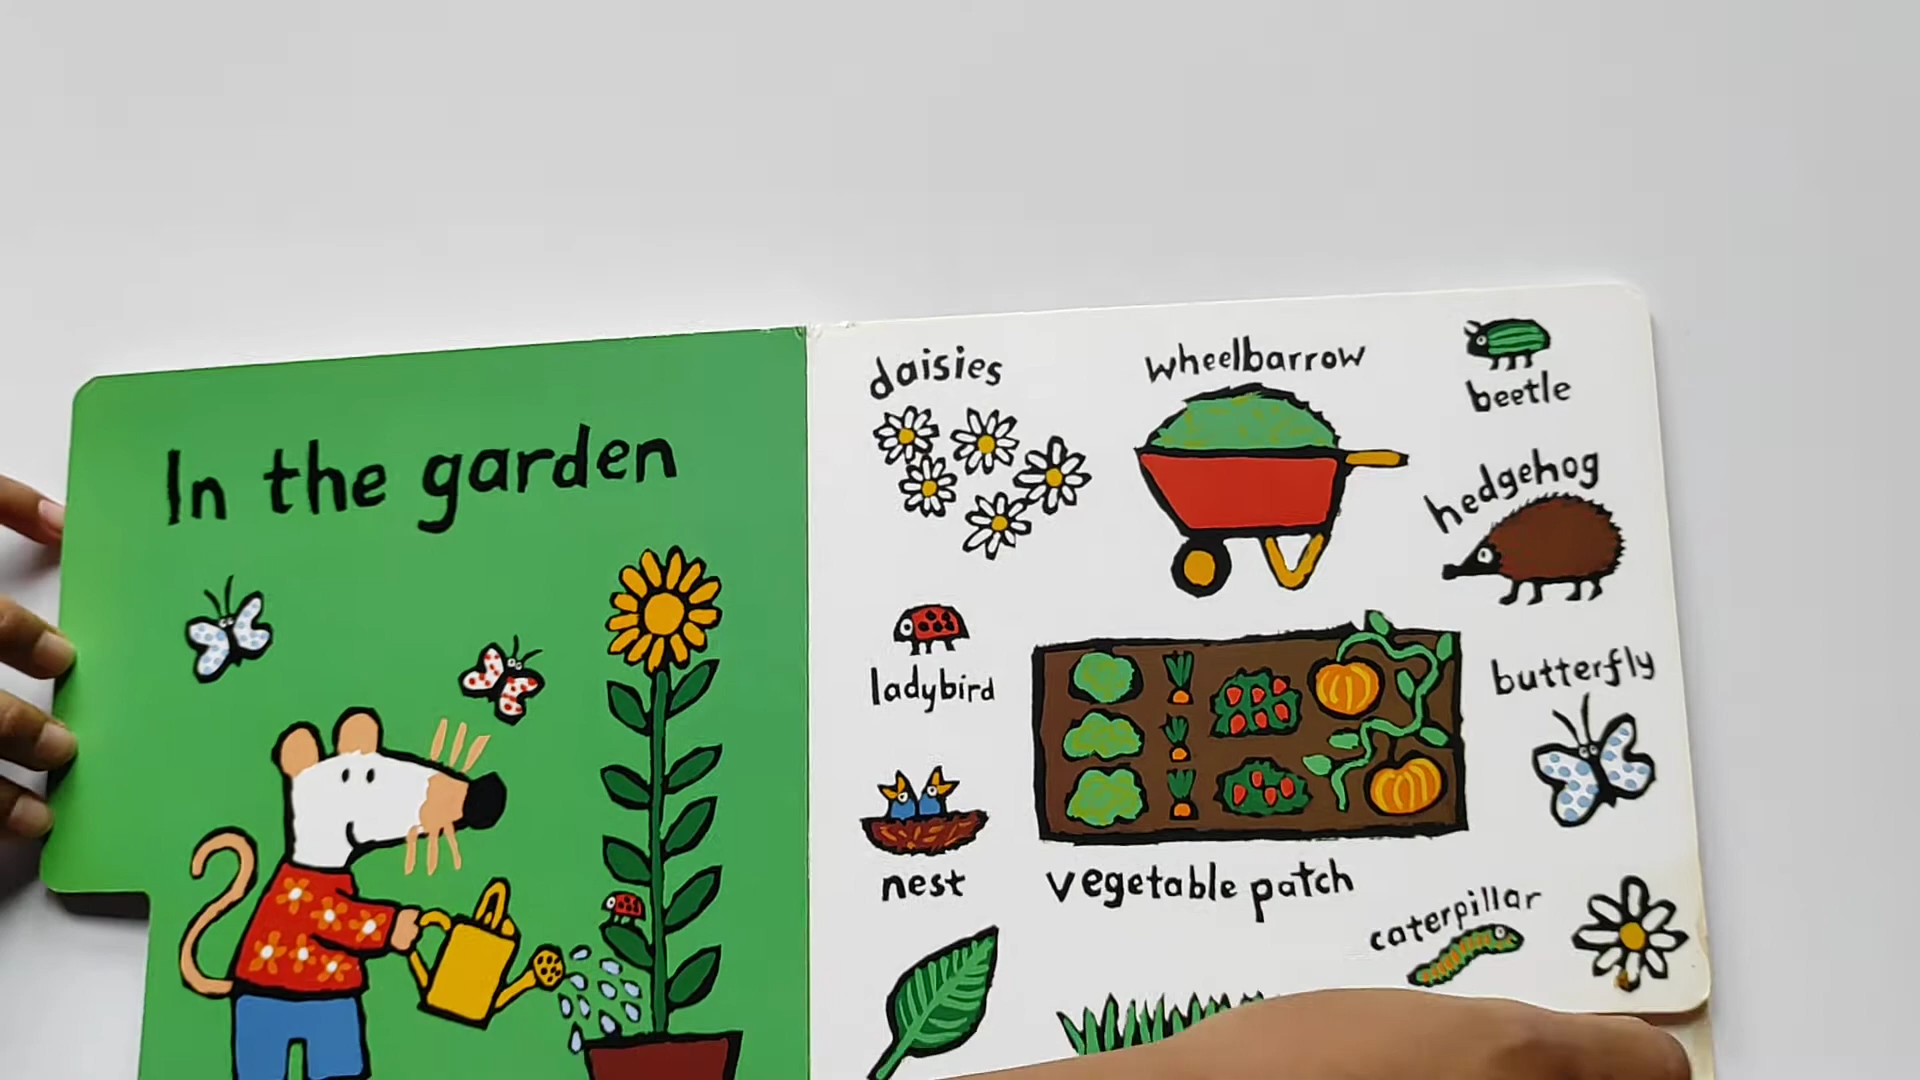 In the garden
daisies
wheelbarrow
beetle
hedgehog
ladybird
butterfly
nest
vegetable patch
caterpillar